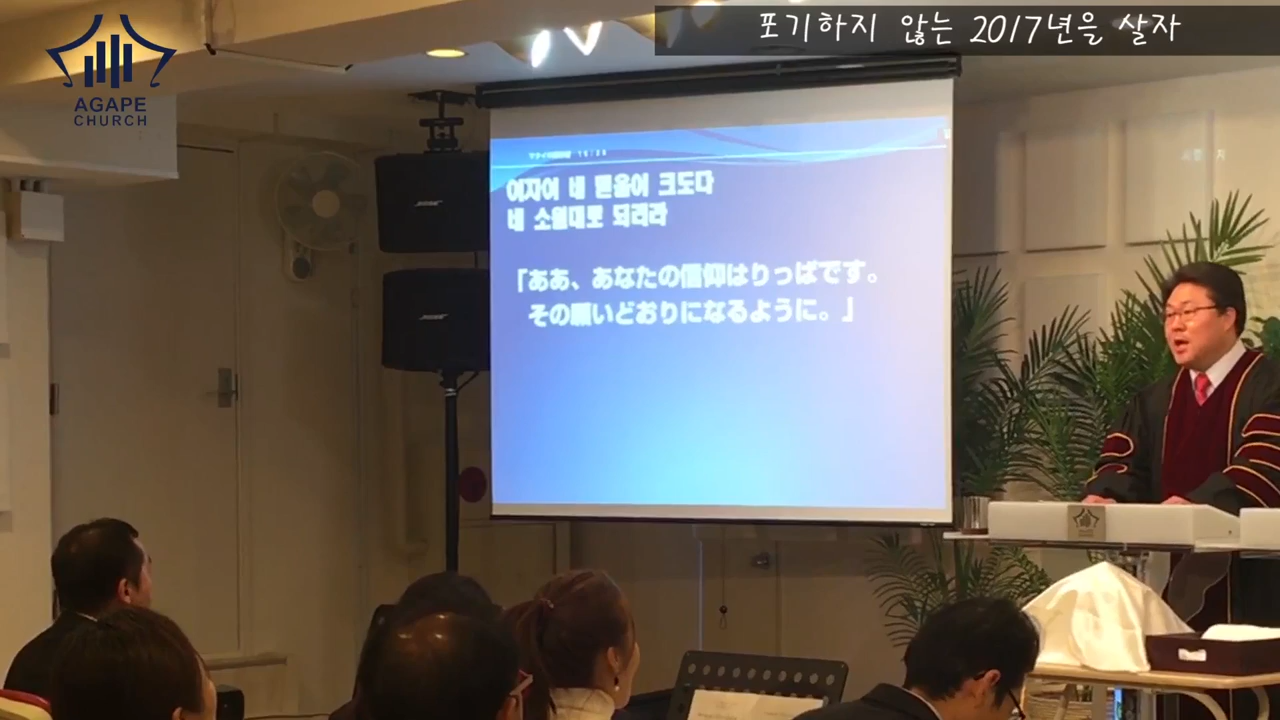 포기하지 않는 2017년을 살자
AGAPE
CHURCH
여자여 네 믿음이 크도다
네 소원대로 되리라
「ああ、あなたの信仰はりっぱです。
その願いどおりになるように。」
BOSE
BOSE